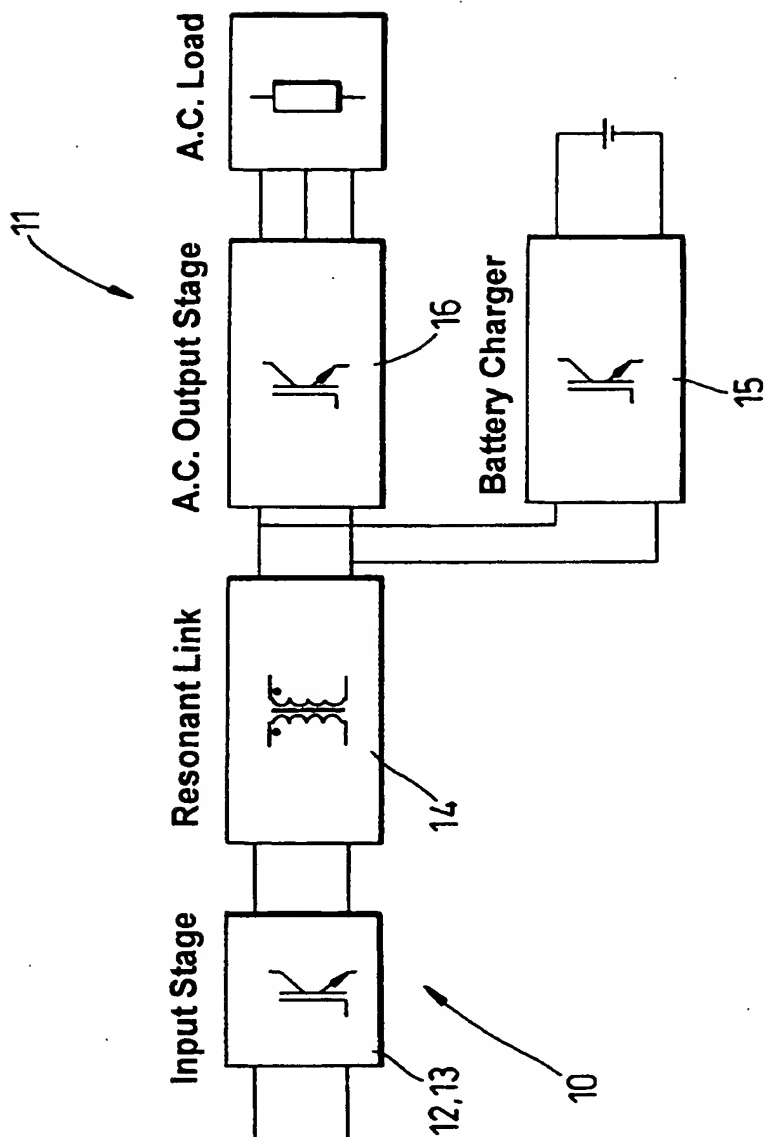 11
A.C. Load
A.C. Output Stage
16
Battery Charger
15
Resonant Link
14
Input Stage
12,13
10